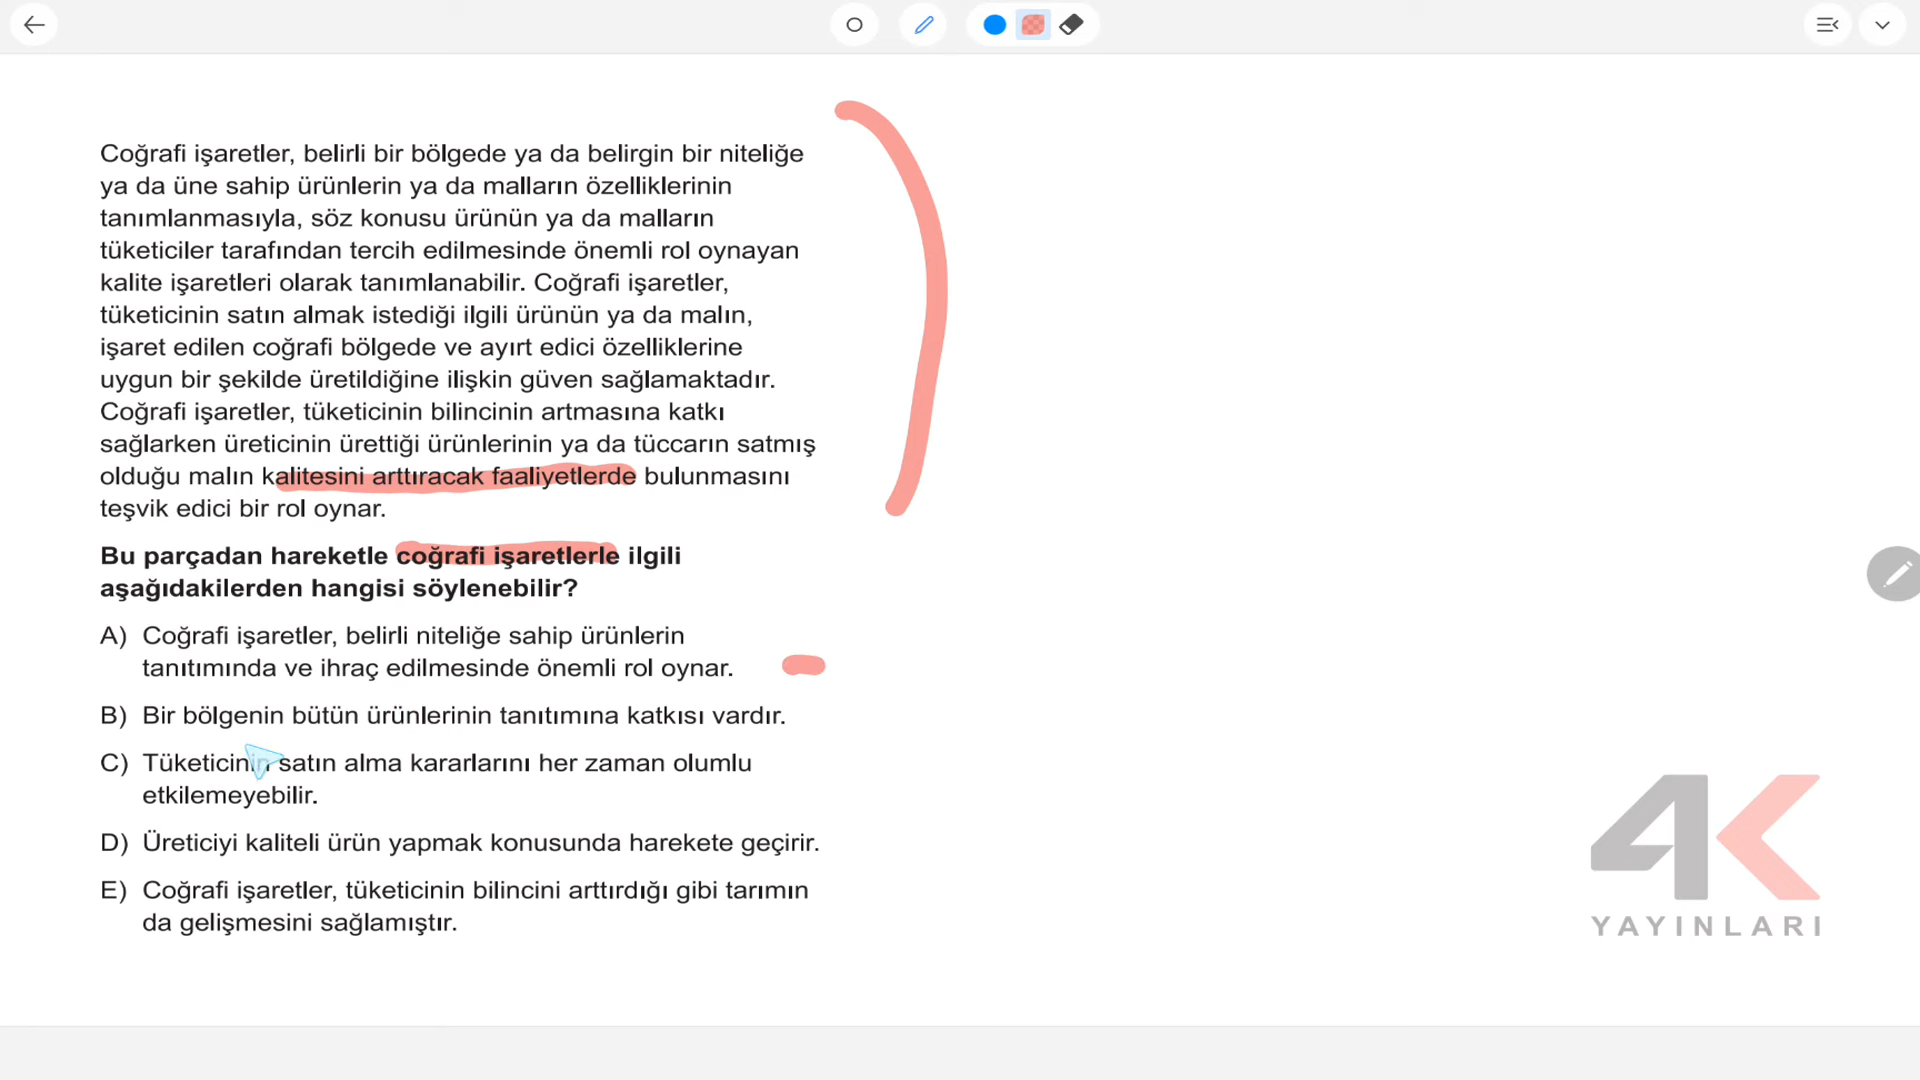 Coğrafi işaretler, belirli bir bölgede ya da belirgin bir niteliğe
ya da üne sahip ürünlerin ya da malların özelliklerinin
tanımlanmasıyla, söz konusu ürünün ya da malların
tüketiciler tarafından tercih edilmesinde önemli rol oynayan
kalite işaretleri olarak tanımlanabilir. Coğrafi işaretler,
tüketicinin satın almak istediği ilgili ürünün ya da malın,
işaret edilen coğrafi bölgede ve ayırt edici özelliklerine
uygun bir şekilde üretildiğine ilişkin güven sağlamaktadır.
Coğrafi işaretler, tüketicinin bilincinin artmasına katkı
sağlarken üreticinin ürettiği ürünlerinin ya da tüccarın satmış
olduğu malın kalitesini arttıracak faaliyetlerde bulunmasını
teşvik edici bir rol oynar.
Bu parçadan hareketle coğrafi işaretlerle ilgili
aşağıdakilerden hangisi söylenebilir?
A) Coğrafi işaretler, belirli niteliğe sahip ürünlerin
tanıtımında ve ihraç edilmesinde önemli rol oynar.
B) Bir bölgenin bütün ürünlerinin tanıtımına katkısı vardır.
C) Tüketicinin satın alma kararlarını her zaman olumlu
etkilemeyebilir.
D) Üreticiyi kaliteli ürün yapmak konusunda harekete geçirir.
E) Coğrafi işaretler, tüketicinin bilincini arttırdığı gibi tarımın
da gelişmesini sağlamıştır.
4K
YAYINLARI